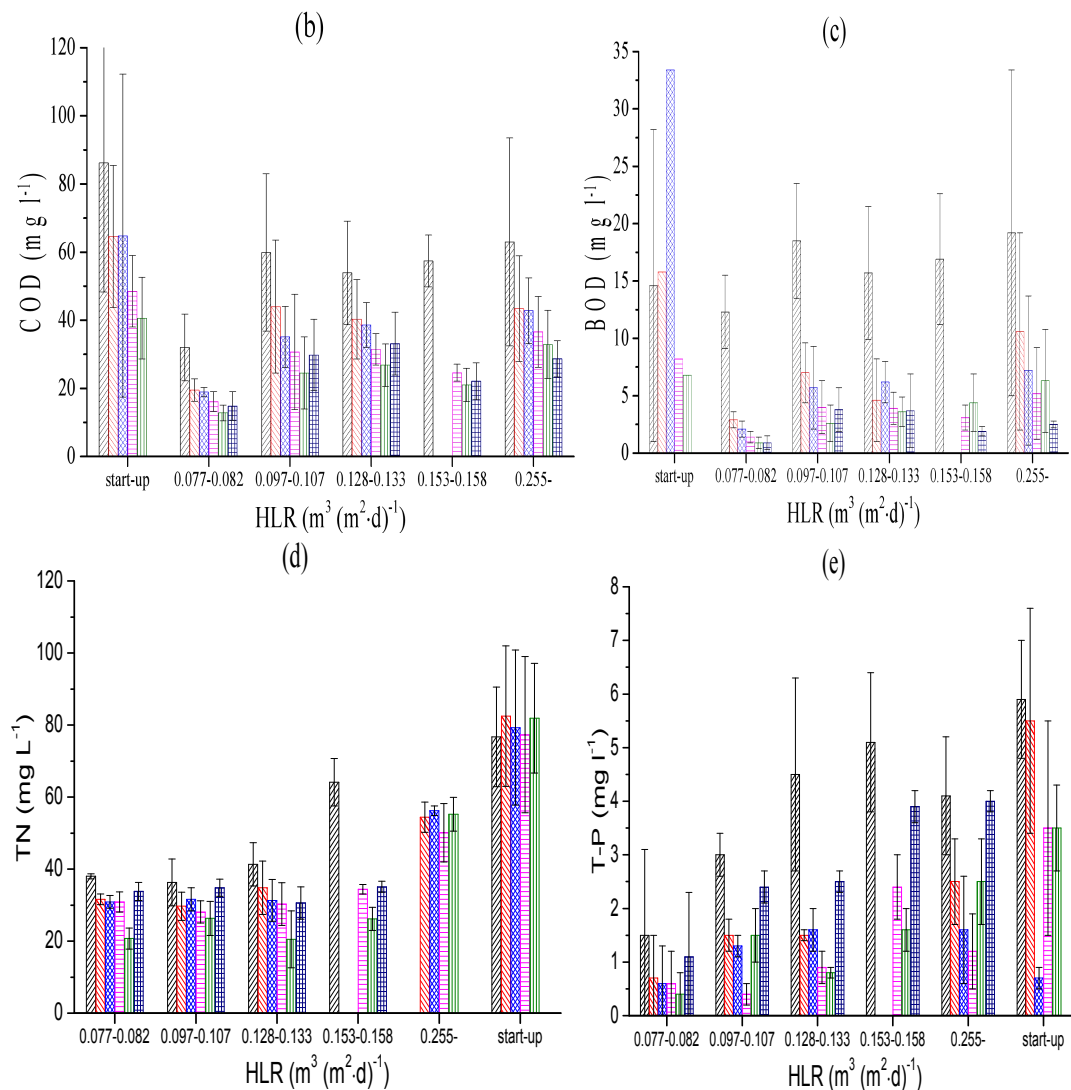 (b)
COD (mg l-1)
120
100
80
60
40
20
0
start-up 0.077-0.082 0.097-0.107 0.128-0.133 0.153-0.158 0.255-
HLR (m³ (m²·d)⁻¹
(c)
BOD (mg l-1)
35
30
25
20
15
10
5
0
start-up 0.077-0.082 0.097-0.107 0.128-0.133 0.153-0.158 0.255-
HLR (m³ (m²·d)⁻¹
(d)
TN (mg L⁻¹)
120
100
80
60
40
20
0
0.077-0.082 0.097-0.107 0.128-0.133 0.153-0.158 0.255- start-up
HLR (m³ (m²·d)⁻¹
(e)
T-P (mg l⁻¹)
8
7
6
5
4
3
2
1
0
0.077-0.082 0.097-0.107 0.128-0.133 0.153-0.158 0.255- start-up
HLR (m³ (m²·d)⁻¹